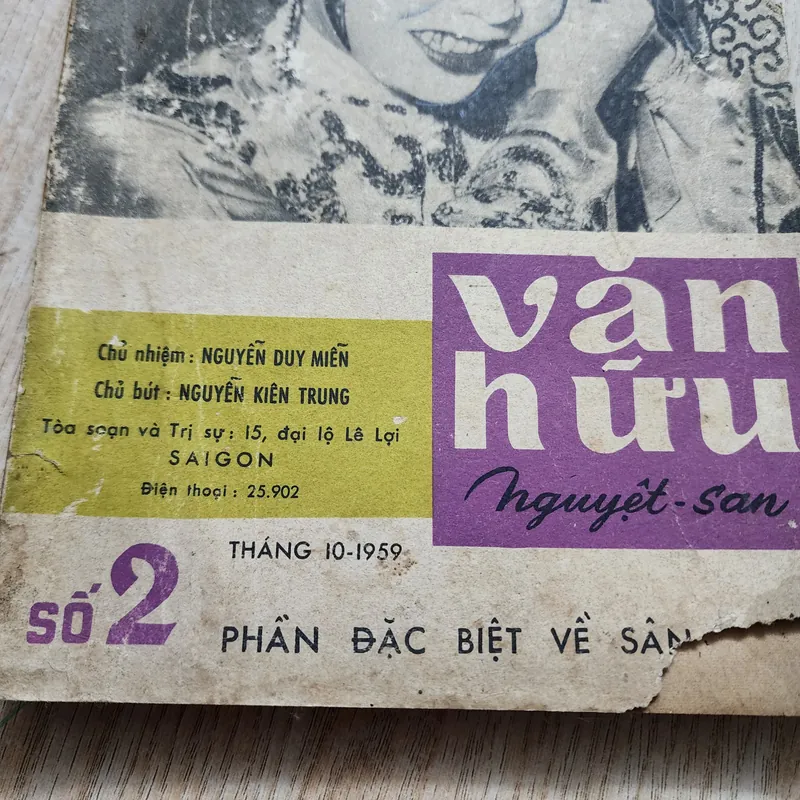 văn
hữu
nguyệt-san
Chủ nhiệm : NGUYỄN DUY MIỄN
Chủ bút : NGUYỄN KIÊN TRUNG
Tòa soạn và Trị sự : 15, đại lộ Lê Lợi
SAIGON
Điện thoại : 25.902
THÁNG 10-1959
SỐ 2
PHẦN ĐẶC BIỆT VỀ SÂN